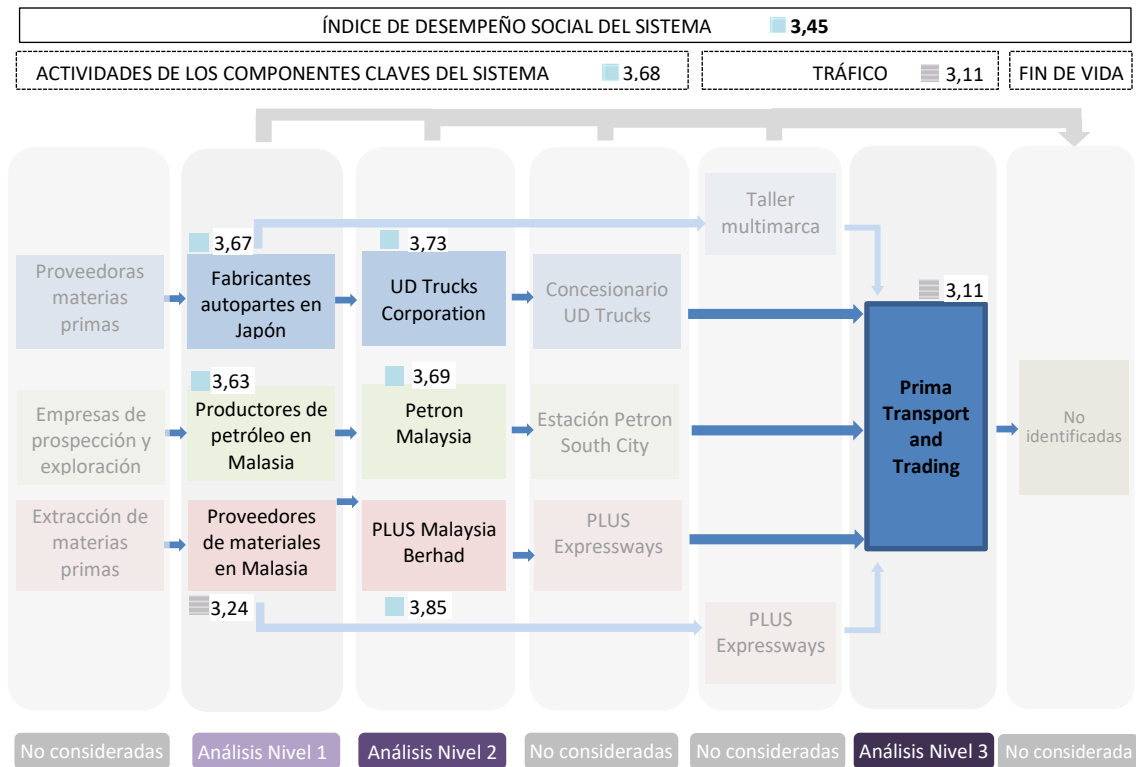 ÍNDICE DE DESEMPEÑO SOCIAL DEL SISTEMA 3,45
ACTIVIDADES DE LOS COMPONENTES CLAVES DEL SISTEMA 3,68
TRÁFICO 3,11
FIN DE VIDA
Taller
multimarca
3,67
3,73
Proveedoras
materias
primas
Fabricantes
autopartes en
Japón
UD Trucks
Corporation
Concesionario
UD Trucks
3,11
3,63
3,69
Empresas de
prospección y
exploración
Productores de
petróleo en
Malasia
Petron
Malaysia
Estación Petron
South City
Prima
Transport
and
Trading
No
identificadas
Extracción de
materias
primas
Proveedores
de materiales
en Malasia
PLUS Malaysia
Berhad
PLUS
Expressways
3,24
3,85
PLUS
Expressways
No consideradas
Análisis Nivel 1
Análisis Nivel 2
No consideradas
No consideradas
Análisis Nivel 3
No considerada